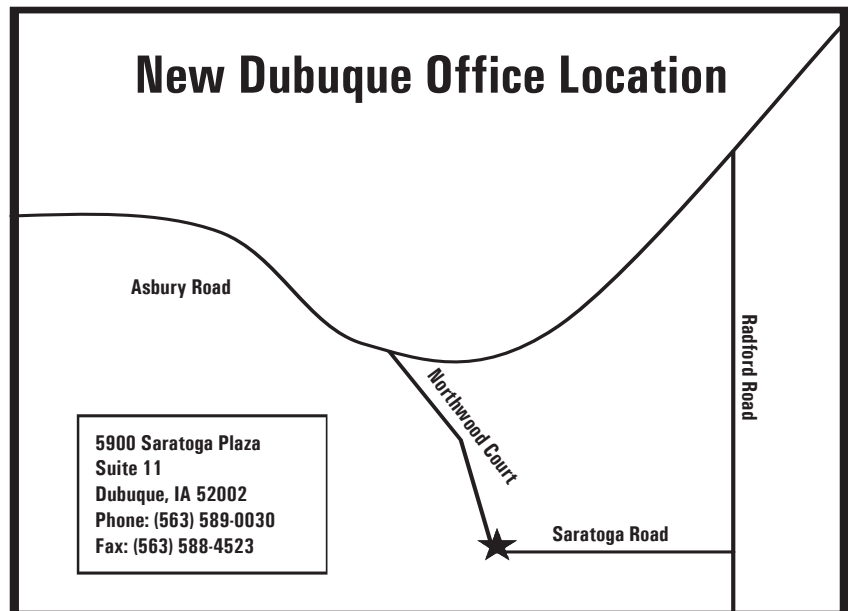 New Dubuque Office Location
Asbury Road
Radford Road
Northwood Court
5900 Saratoga Plaza
Suite 11
Dubuque, IA 52002
Phone: (563) 589-0030
Fax: (563) 588-4523
Saratoga Road